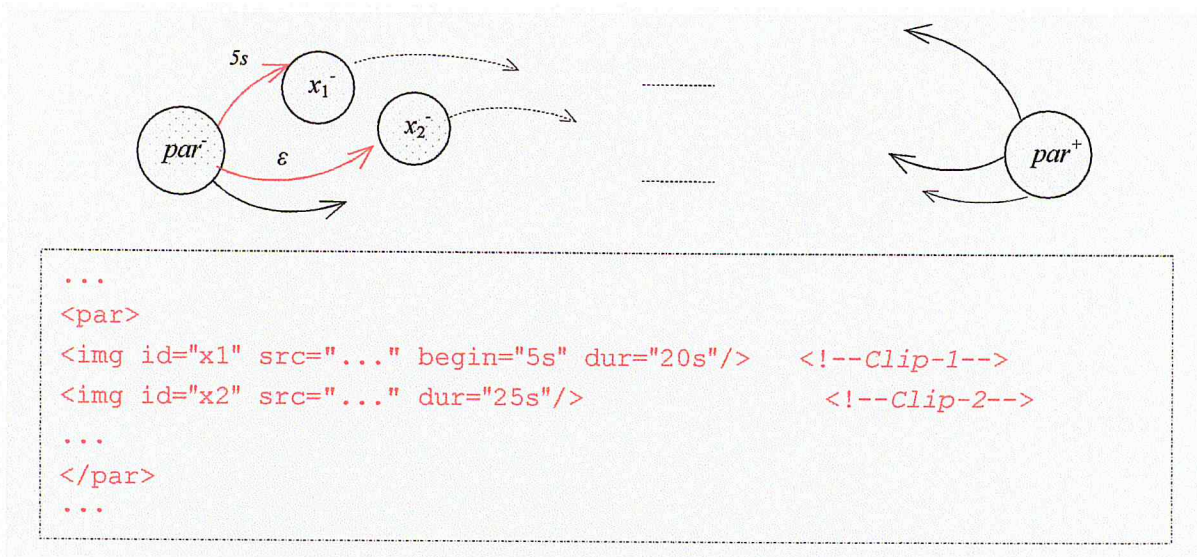 5s
x₁⁻
x₂⁻
par⁻
ε
par⁺
...
<par>
<img id="x1" src="..." begin="5s" dur="20s"/> <!--Clip-1-->
<img id="x2" src="..." dur="25s"/> <!--Clip-2-->
...
</par>
...